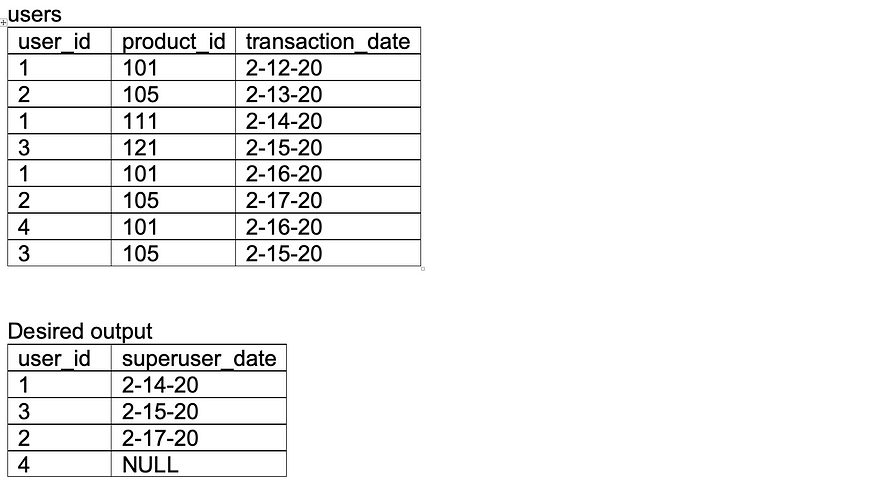 users
user_id product_id transaction_date
1 101 2-12-20
2 105 2-13-20
1 111 2-14-20
3 121 2-15-20
1 101 2-16-20
2 105 2-17-20
4 101 2-16-20
3 105 2-15-20
Desired output
user_id superuser_date
1 2-14-20
3 2-15-20
2 2-17-20
4 NULL